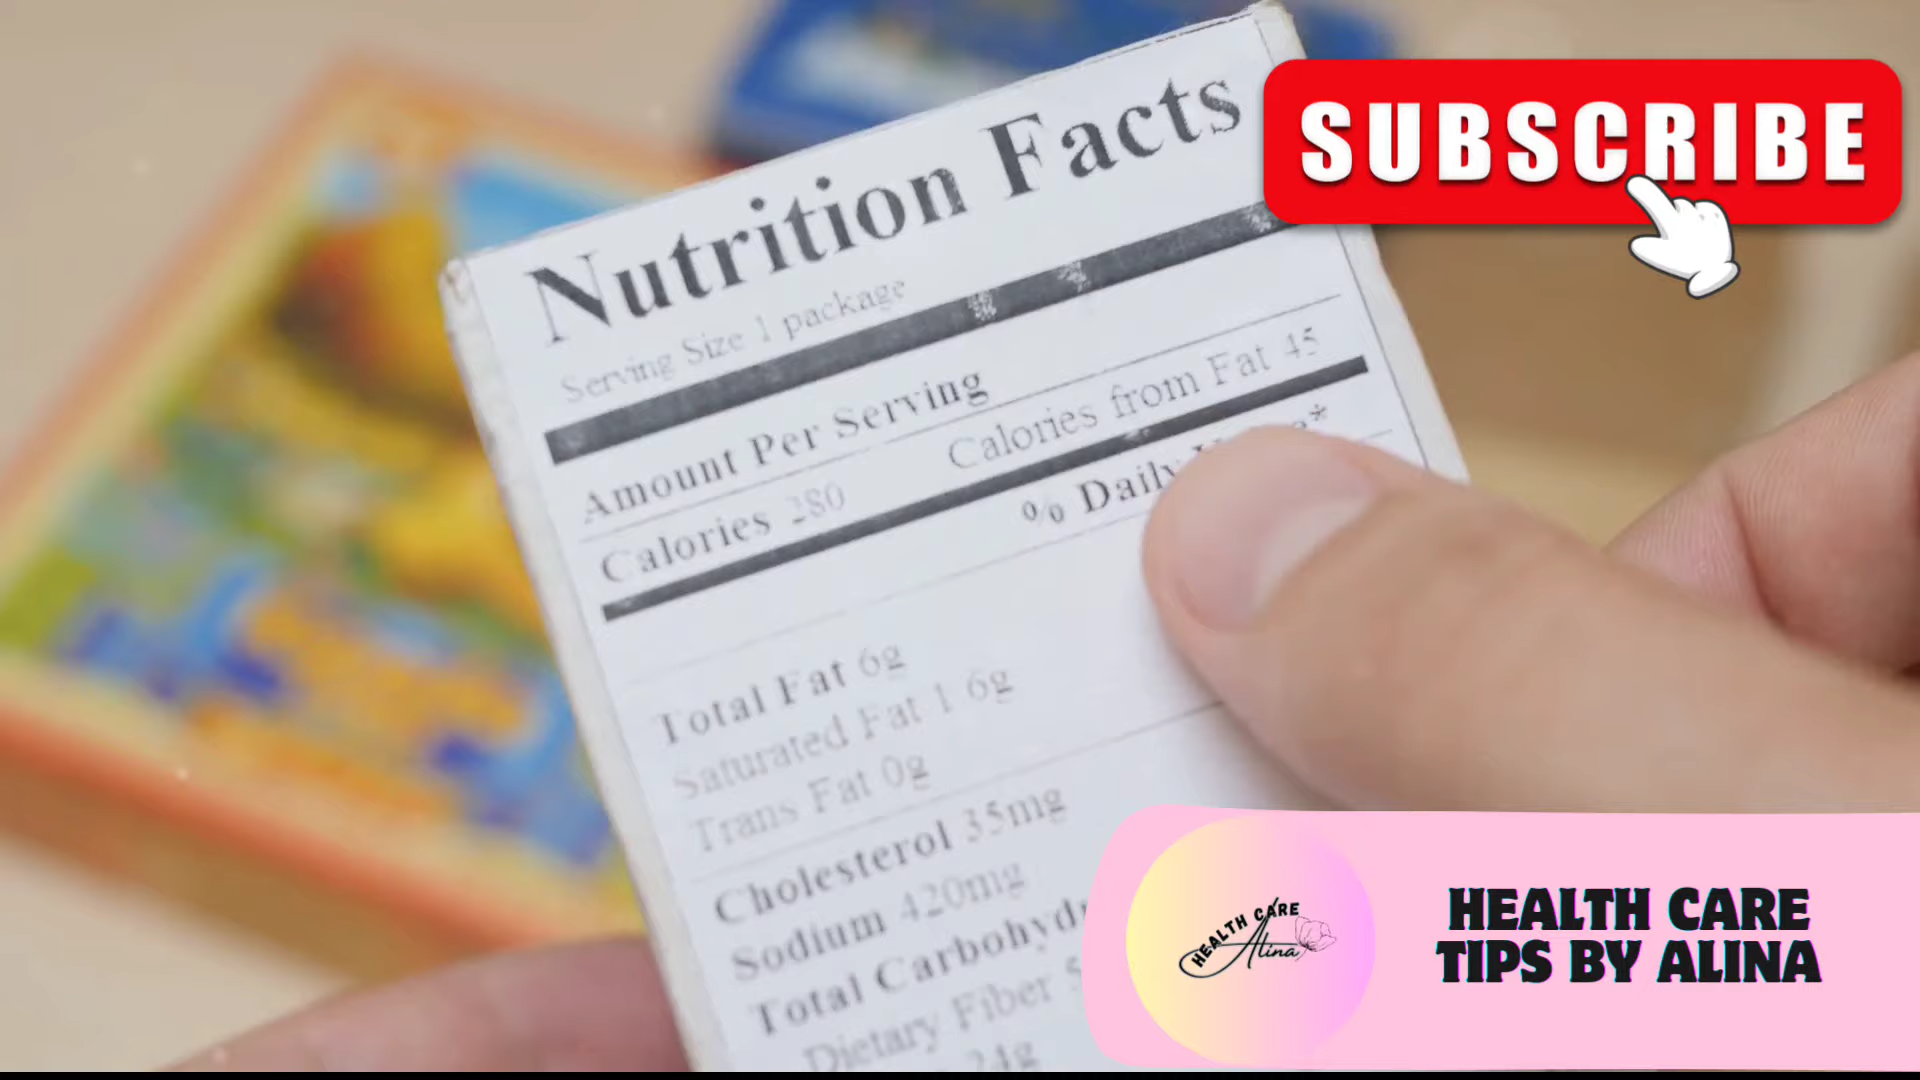 Nutrition Facts
Serving Size 1 package
Amount Per Serving
Calories 280 Calories from Fat 45
% Daily
Total Fat 6g
Saturated Fat 1 6g
Trans Fat 0g
Cholesterol 35mg
Sodium 420mg
Total
Dietary Fiber
24g
SUBSCRIBE
HEALTH CARE
Alina
HEALTH CARE
TIPS BY ALINA